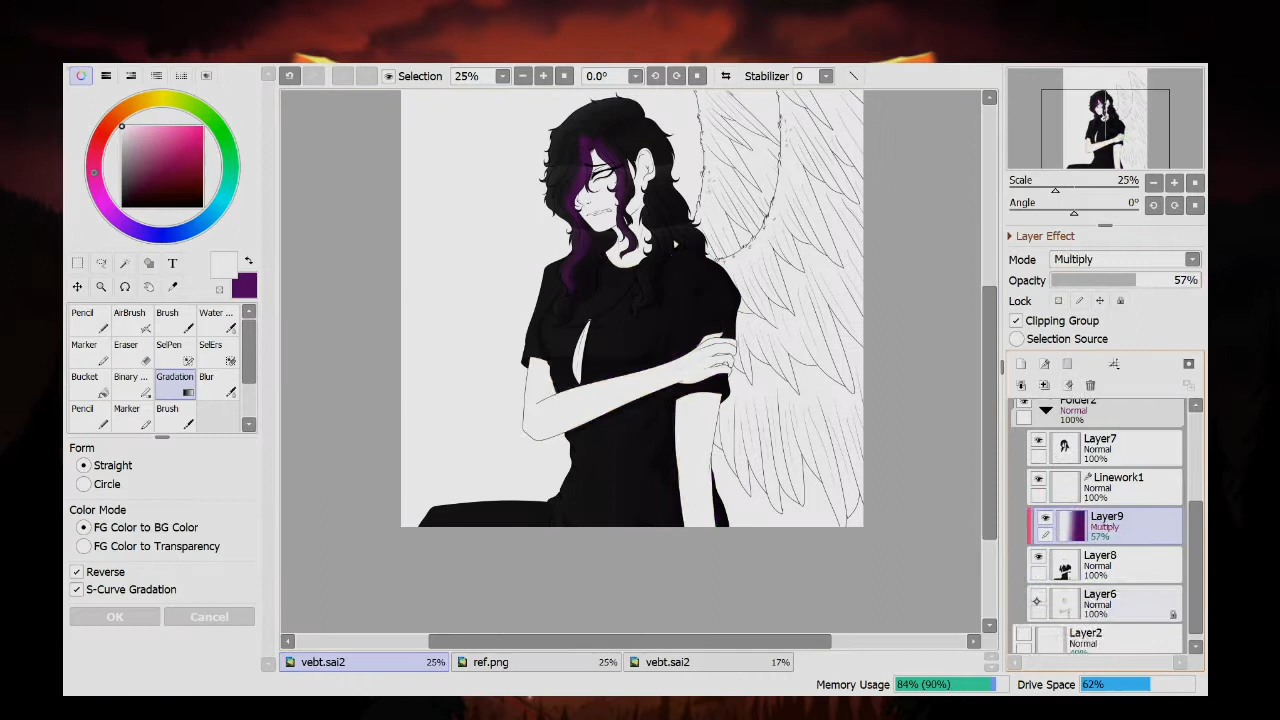 Selection 25% 0.0° Stabilizer 0
T
Pencil AirBrush Brush Water ...
Marker Eraser SelPen SelErs
Bucket Binary ... Gradation Blur
Pencil Marker Brush
Form
Straight
Circle
Color Mode
FG Color to BG Color
FG Color to Transparency
Reverse
S-Curve Gradation
OK Cancel
Scale 25%
Angle 0°
Layer Effect
Mode Multiply
Opacity 57%
Lock
Clipping Group
Selection Source
Folder2
Normal
100%
Layer7
Normal
100%
Linework1
Normal
100%
Layer9
Multiply
57%
Layer8
Normal
100%
Layer6
Normal
100%
Layer2
Normal
vebt.sai2 25% ref.png 25% vebt.sai2 17%
Memory Usage 84% (90%) Drive Space 62%